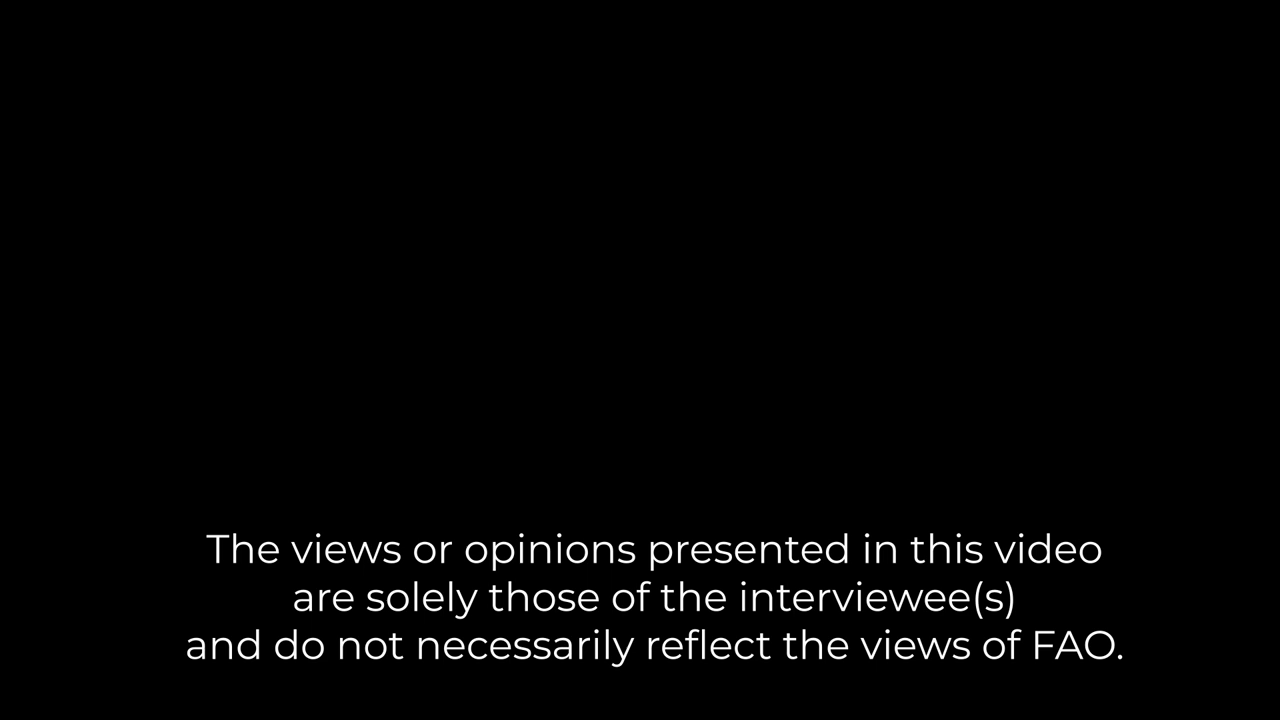 The views or opinions presented in this video
are solely those of the interviewee(s)
and do not necessarily reflect the views of FAO.